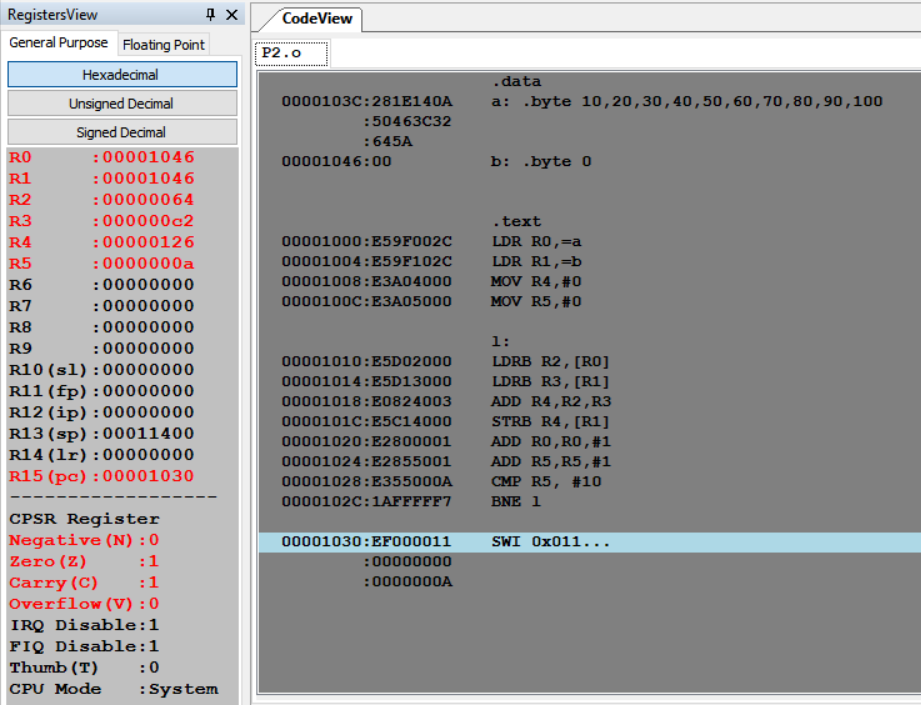 RegistersView
General Purpose Floating Point
Hexadecimal
Unsigned Decimal
Signed Decimal
R0 :00001046
R1 :00001046
R2 :00000064
R3 :000000c2
R4 :00000126
R5 :0000000a
R6 :00000000
R7 :00000000
R8 :00000000
R9 :00000000
R10(sl):00000000
R11(fp):00000000
R12(ip):00000000
R13(sp):00011400
R14(lr):00000000
R15(pc):00001030
------------------
CPSR Register
Negative(N):0
Zero(Z) :1
Carry(C) :1
Overflow(V):0
IRQ Disable:1
FIQ Disable:1
Thumb(T) :0
CPU Mode :System
CodeView
P2.o
.data
0000103C:281E140A a: .byte 10,20,30,40,50,60,70,80,90,100
:50463C32
:645A
00001046:00 b: .byte 0
.text
00001000:E59F002C LDR R0,=a
00001004:E59F102C LDR R1,=b
00001008:E3A04000 MOV R4,#0
0000100C:E3A05000 MOV R5,#0
l:
00001010:E5D02000 LDRB R2,[R0]
00001014:E5D13000 LDRB R3,[R1]
00001018:E0824003 ADD R4,R2,R3
0000101C:E5C14000 STRB R4,[R1]
00001020:E2800001 ADD R0,R0,#1
00001024:E2855001 ADD R5,R5,#1
00001028:E355000A CMP R5, #10
0000102C:1AFFFFF7 BNE l
00001030:EF000011 SWI 0x011...
:00000000
:0000000A